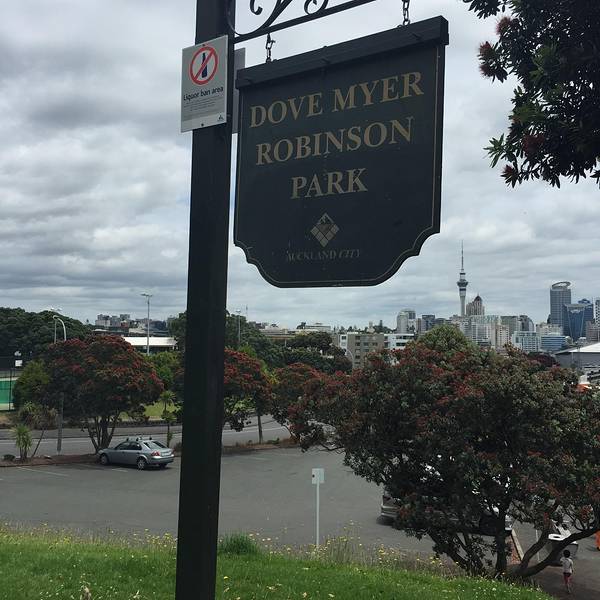 Liquor ban area
DOVE MYER
ROBINSON
PARK
AUCKLAND CITY